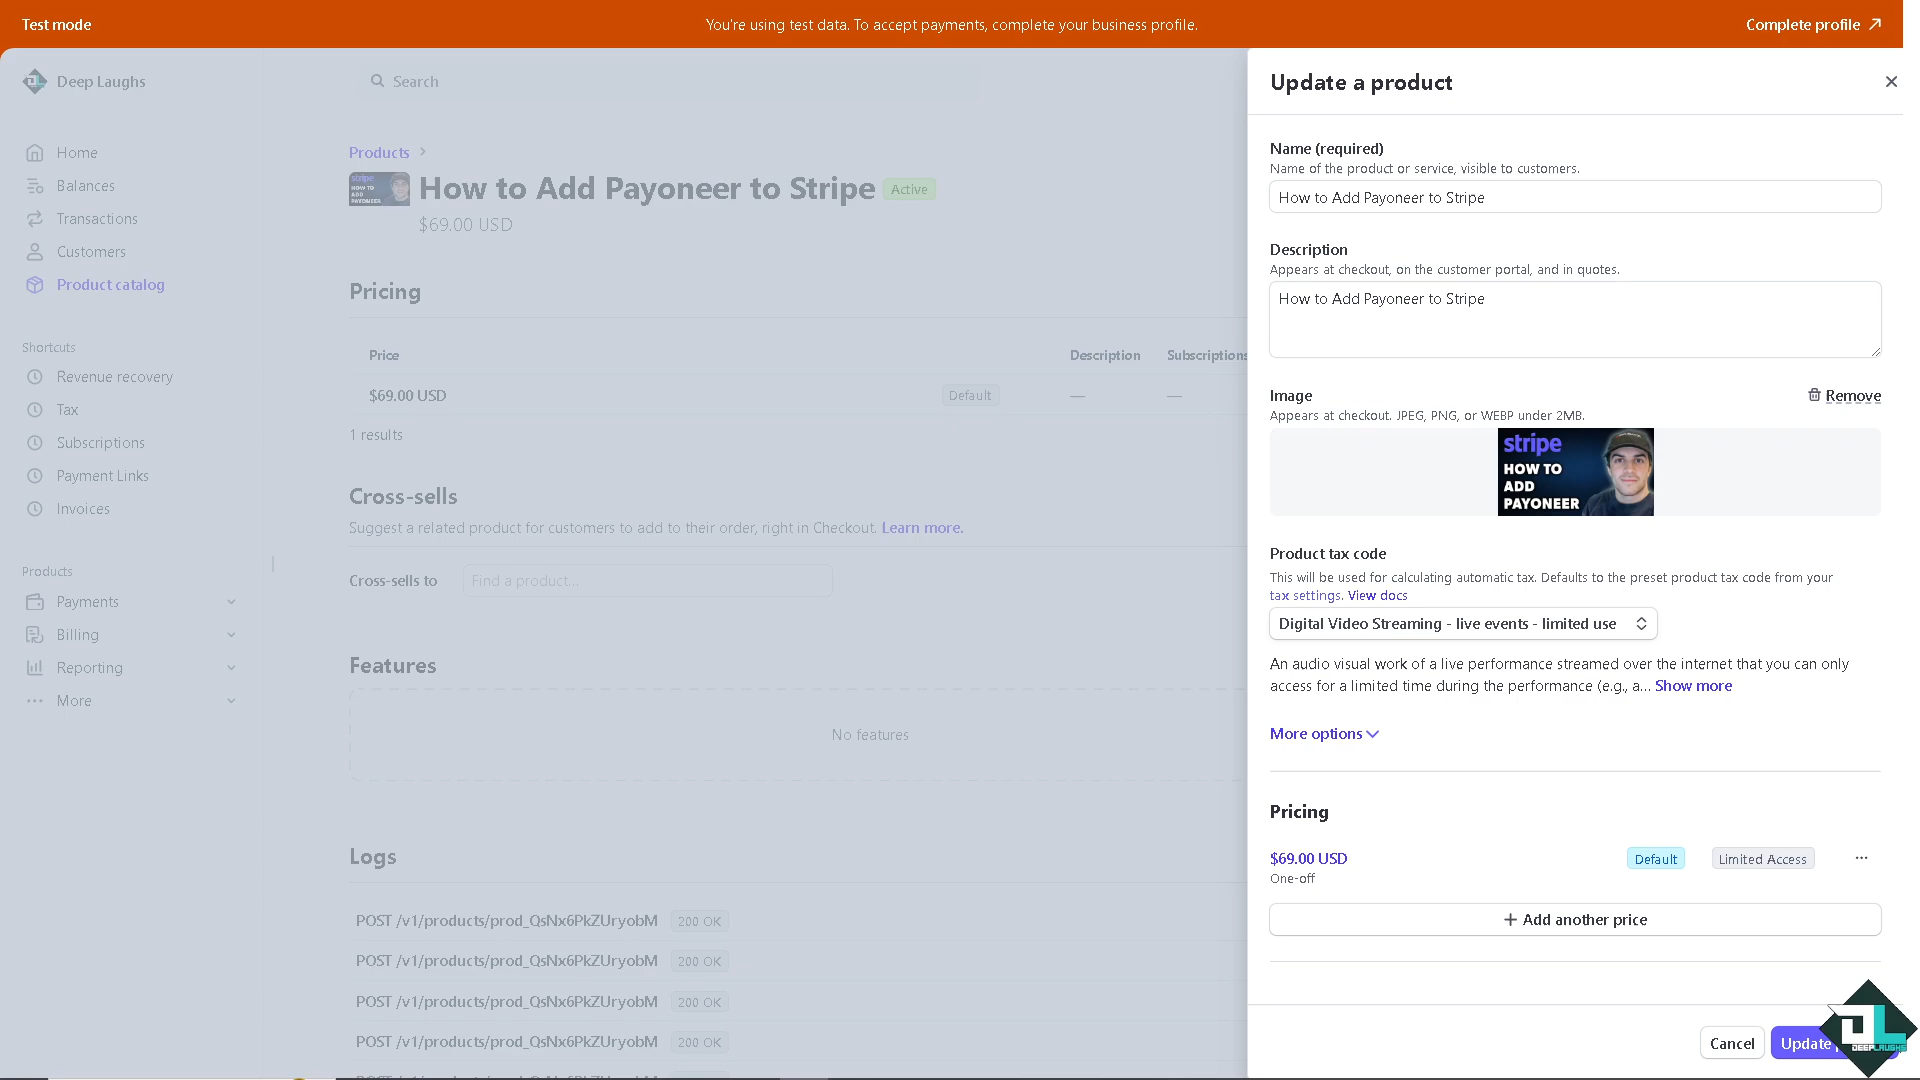 Test mode
You're using test data. To accept payments, complete your business profile.
Complete profile
Deep Laughs
Search
Home
Balances
Transactions
Customers
Product catalog
Shortcuts
Revenue recovery
Tax
Subscriptions
Payment Links
Invoices
Products
Payments
Billing
Reporting
More
Products
How to Add Payoneer to Stripe
Active
$69.00 USD
Pricing
Price
Description
Subscriptions
$69.00 USD
Default
—
—
1 results
Cross-sells
Suggest a related product for customers to add to their order, right in Checkout. Learn more.
Cross-sells to
Find a product...
Features
No features
Logs
POST /v1/products/prod_QsNx6PkZUryobM 200 OK
POST /v1/products/prod_QsNx6PkZUryobM 200 OK
POST /v1/products/prod_QsNx6PkZUryobM 200 OK
POST /v1/products/prod_QsNx6PkZUryobM 200 OK
Update a product
Name (required)
Name of the product or service, visible to customers.
How to Add Payoneer to Stripe
Description
Appears at checkout, on the customer portal, and in quotes.
How to Add Payoneer to Stripe
Image
Remove
Appears at checkout. JPEG, PNG, or WEBP under 2MB.
stripe
HOW TO
ADD
PAYONEER
Product tax code
This will be used for calculating automatic tax. Defaults to the preset product tax code from your
tax settings. View docs
Digital Video Streaming - live events - limited use
An audio visual work of a live performance streamed over the internet that you can only
access for a limited time during the performance (e.g., a... Show more
More options
Pricing
$69.00 USD
Default
Limited Access
One-off
Add another price
Cancel
Update
DEEPLAUGHS